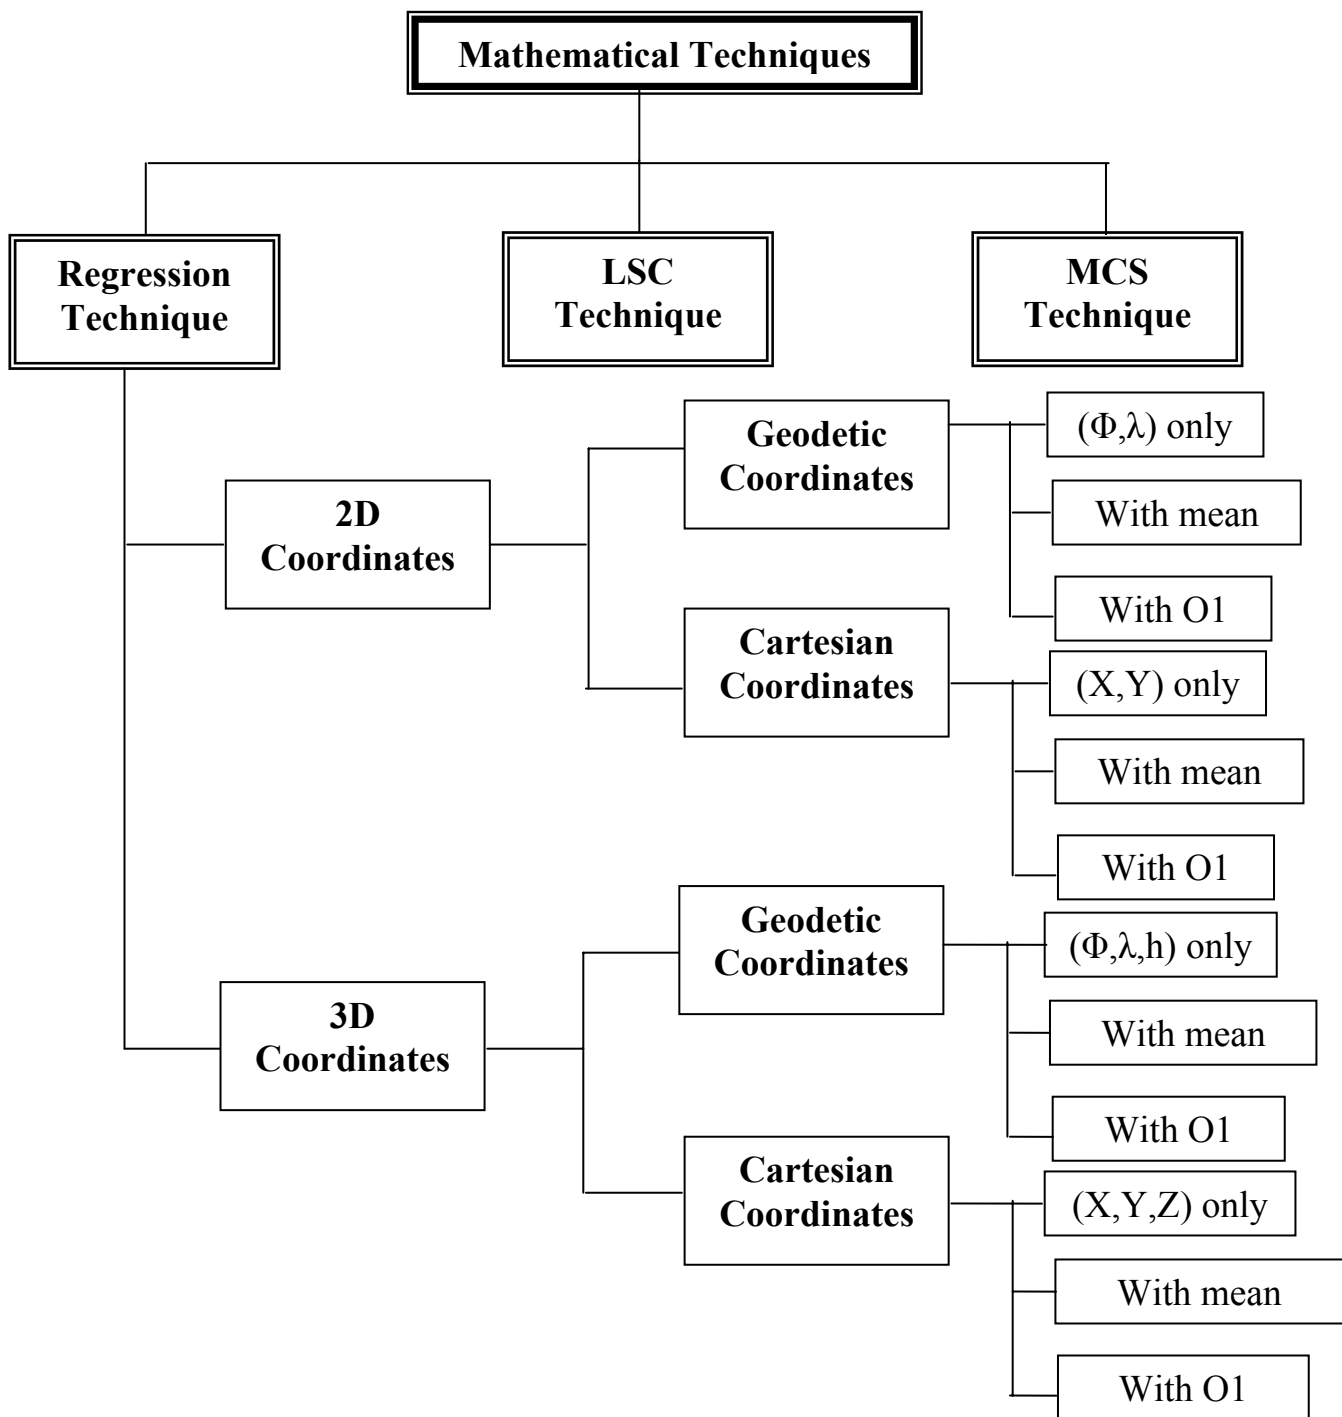 Mathematical Techniques
Regression
Technique
LSC
Technique
MCS
Technique
2D
Coordinates
Geodetic
Coordinates
(Φ,λ) only
With mean
With O1
Cartesian
Coordinates
(X,Y) only
With mean
With O1
3D
Coordinates
Geodetic
Coordinates
(Φ,λ,h) only
With mean
With O1
Cartesian
Coordinates
(X,Y,Z) only
With mean
With O1